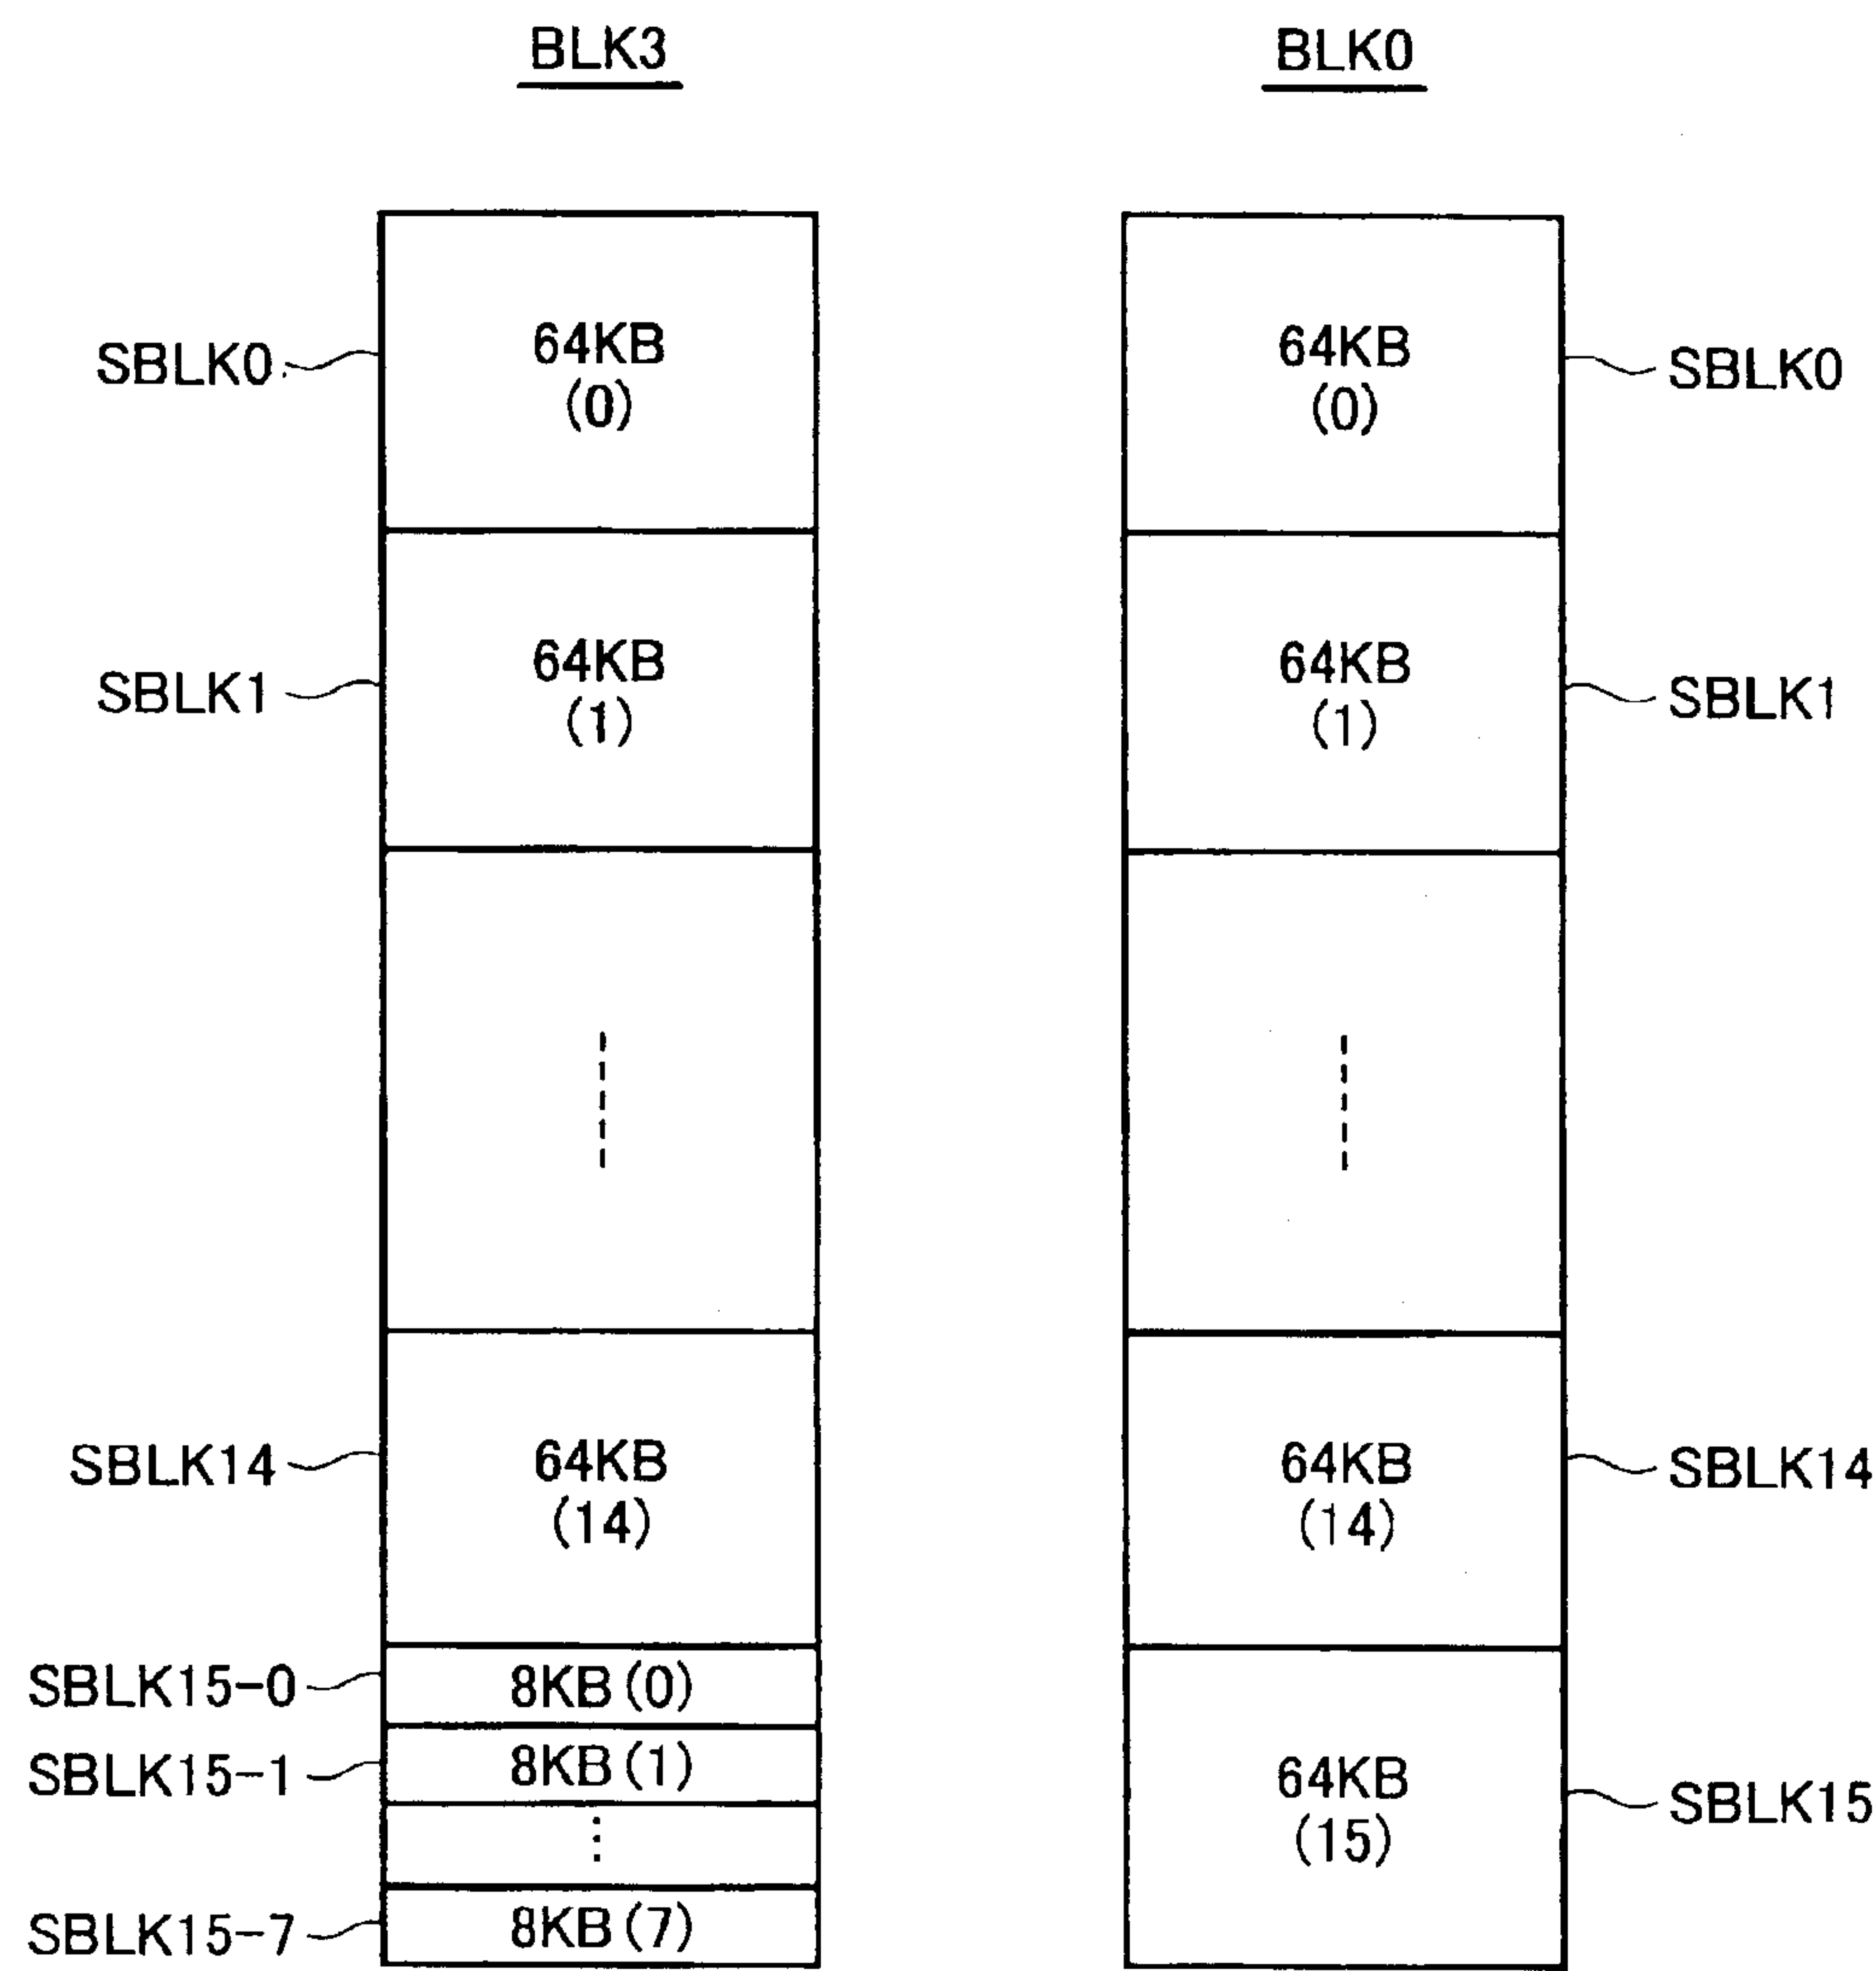 BLK3
BLK0
SBLK0
64KB
(0)
64KB
(0)
SBLK0
SBLK1
64KB
(1)
64KB
(1)
SBLK1
SBLK14
64KB
(14)
64KB
(14)
SBLK14
SBLK15-0
8KB(0)
SBLK15-1
8KB(1)
64KB
(15)
SBLK15
SBLK15-7
8KB(7)